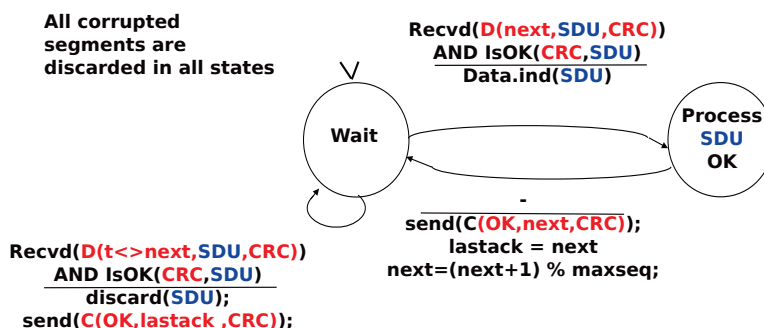 All corrupted
segments are
discarded in all states
Recvd(D(next,SDU,CRC))
AND IsOK(CRC,SDU)
Data.ind(SDU)
Wait
Process
SDU
OK
-
send(C(OK,next,CRC));
lastack = next
next=(next+1) % maxseq;
Recvd(D(t<>next,SDU,CRC))
AND IsOK(CRC,SDU)
discard(SDU);
send(C(OK,lastack ,CRC));